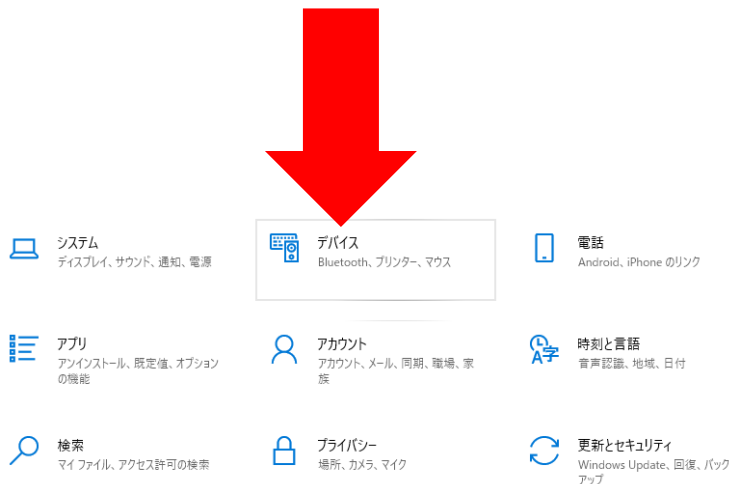 システム
ディスプレイ、サウンド、通知、電源
デバイス
Bluetooth、プリンター、マウス
電話
Android、iPhone のリンク
アプリ
アンインストール、既定値、オプション
の機能
アカウント
アカウント、メール、同期、職場、家
族
時刻と言語
音声認識、地域、日付
検索
マイ ファイル、アクセス許可の検索
プライバシー
場所、カメラ、マイク
更新とセキュリティ
Windows Update、回復、バック
アップ